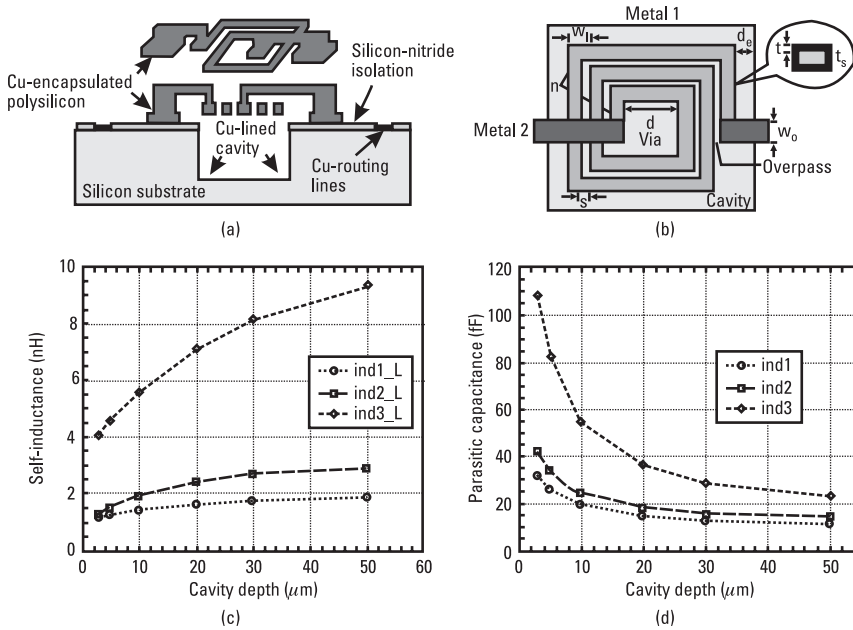 Cu-encapsulated
polysilicon
Silicon-nitride
isolation
Cu-lined
cavity
Cu-routing
lines
Silicon substrate
(a)
Metal 1
w
d_e
t
t_s
n
Metal 2
d
Via
w_o
Overpass
s
Cavity
(b)
10
8
6
4
2
0
Self-inductance (nH)
ind1_L
ind2_L
ind3_L
0 10 20 30 40 50 60
Cavity depth (μm)
(c)
120
100
80
60
40
20
0
Parasitic capacitance (fF)
ind1
ind2
ind3
0 10 20 30 40 50
Cavity depth (μm)
(d)